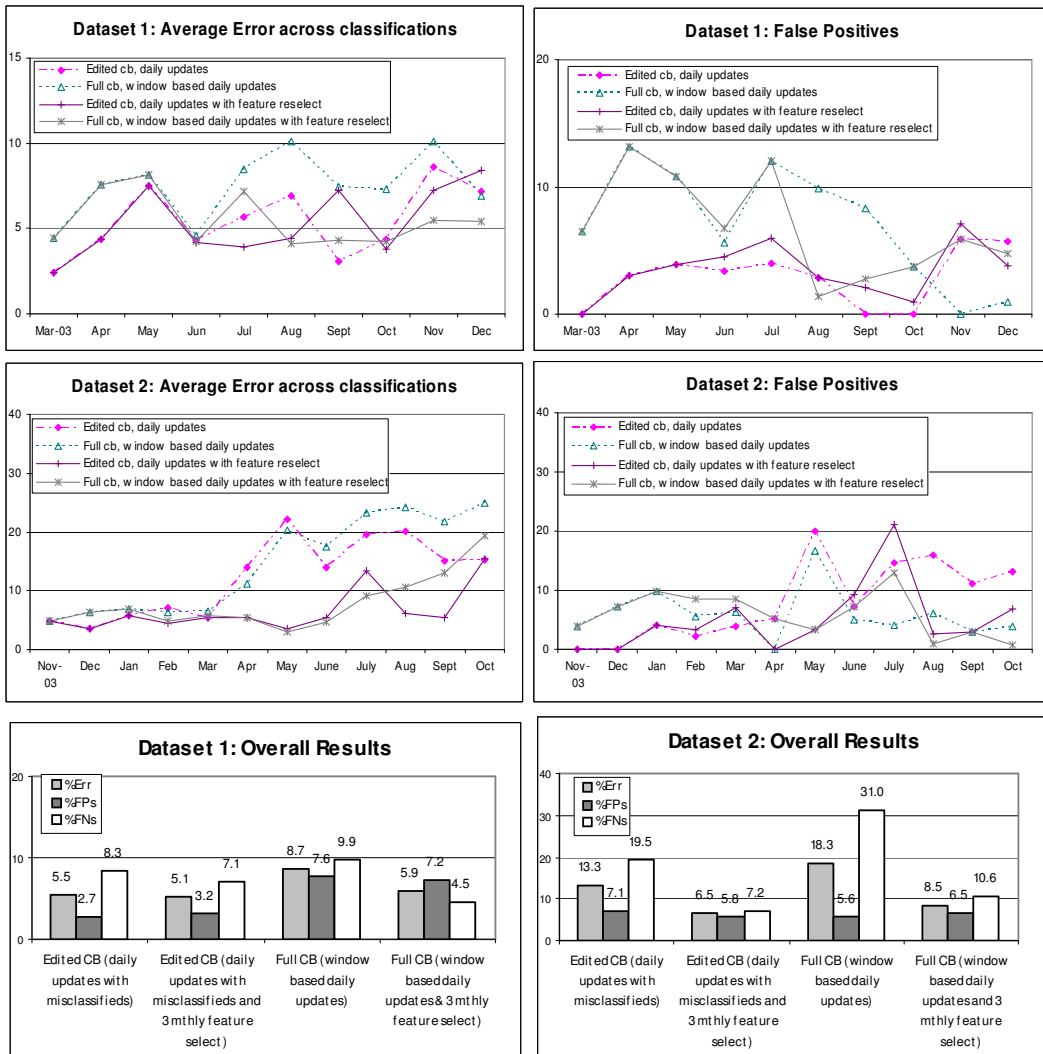 Dataset 1: Average Error across classifications
15
10
5
0
Edited cb, daily updates
Full cb, window based daily updates
Edited cb, daily updates with feature reselect
Full cb, window based daily updates with feature reselect
Mar-03 Apr May Jun Jul Aug Sept Oct Nov Dec
Dataset 1: False Positives
20
10
0
Edited cb, daily updates
Full cb, window based daily updates
Edited cb, daily updates with feature reselect
Full cb, window based daily updates with feature reselect
Mar-03 Apr May Jun Jul Aug Sept Oct Nov Dec
Dataset 2: Average Error across classifications
40
30
20
10
0
Edited cb, daily updates
Full cb, window based daily updates
Edited cb, daily updates with feature reselect
Full cb, window based daily updates with feature reselect
Nov- Dec Jan Feb Mar Apr May June July Aug Sept Oct
03
Dataset 2: False Positives
40
30
20
10
0
Edited cb, daily updates
Full cb, window based daily updates
Edited cb, daily updates with feature reselect
Full cb, window based daily updates with feature reselect
Nov- Dec Jan Feb Mar Apr May June July Aug Sept Oct
03
Dataset 1: Overall Results
20
10
0
%Err
%FPs
%FNs
5.5 2.7 8.3 5.1 3.2 7.1 8.7 7.6 9.9 5.9 7.2 4.5
Edited CB (daily
updates with
misclassifieds)
Edited CB (daily
updates with
misclassifieds and
3 mthly feature
select)
Full CB (window
based daily
updates)
Full CB (window
based daily
updates & 3 mthly
feature select)
Dataset 2: Overall Results
40
30
20
10
0
%Err
%FPs
%FNs
13.3 7.1 19.5 6.5 5.8 7.2 18.3 5.6 31.0 8.5 6.5 10.6
Edited CB (daily
updates with
misclassifieds)
Edited CB (daily
updates with
misclassifieds and
3 mthly feature
select)
Full CB (window
based daily
updates)
Full CB (window
based daily
updates and 3
mthly feature
select)